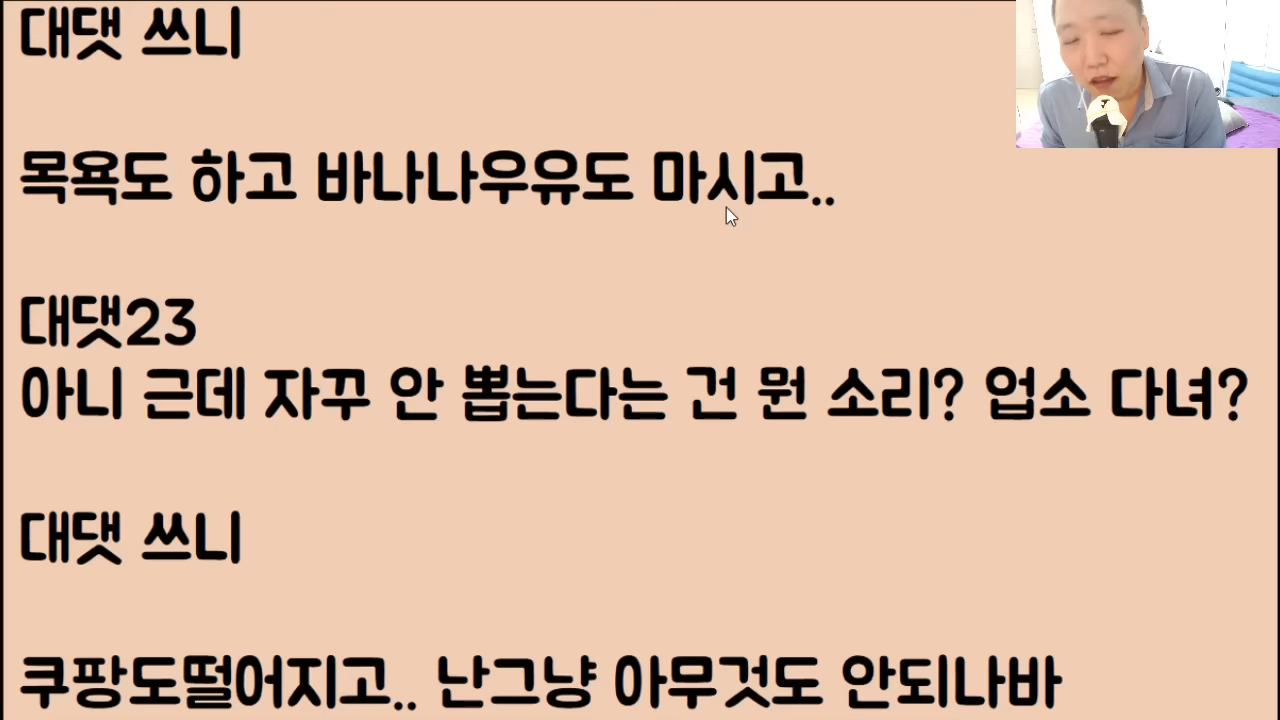 대댓 쓰니
목욕도 하고 바나나우유도 마시고..
대댓23
아니 근데 자꾸 안 뽑는다는 건 뭔 소리? 업소 다녀?
대댓 쓰니
쿠팡도떨어지고.. 난그냥 아무것도 안되나바